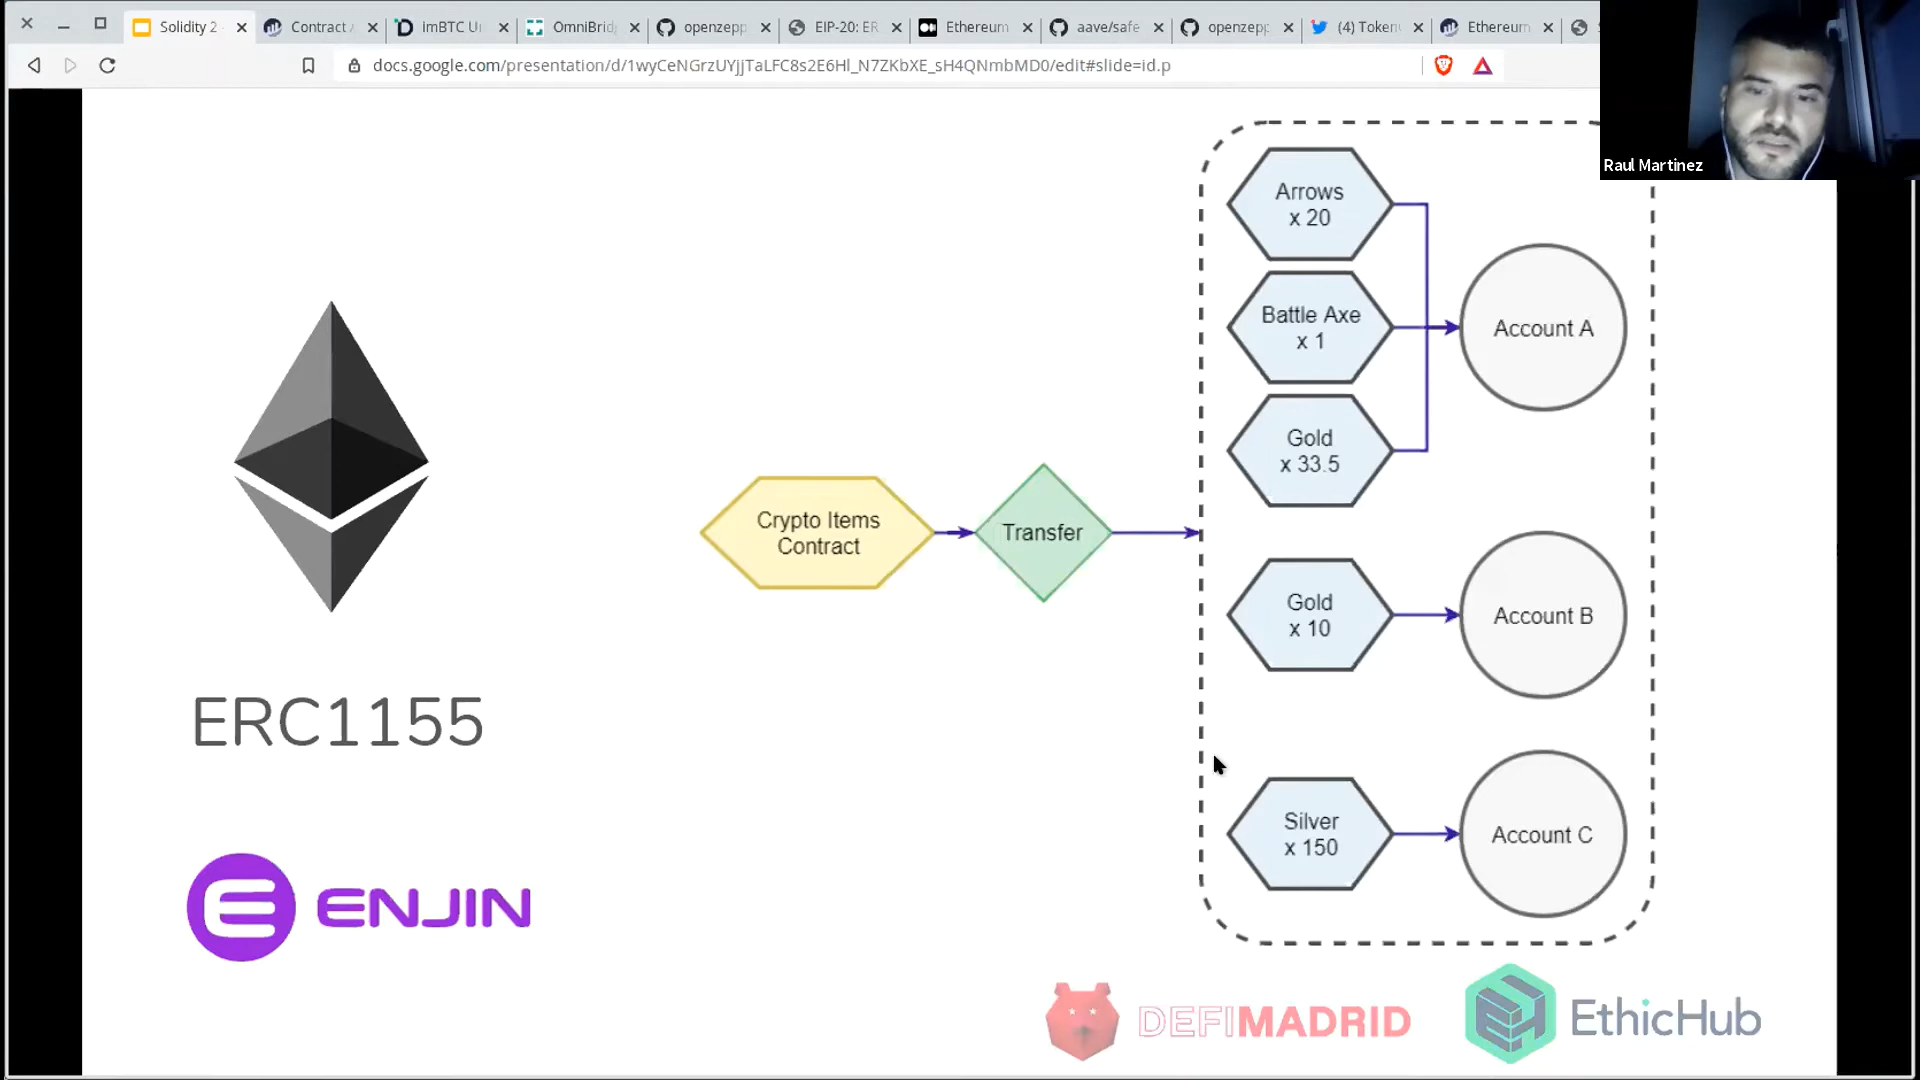 Solidity 2
Contract
imBTC U
OmniBrid
openzepp
EIP-20: ER
Ethereum
aave/safe
openzepp
(4) Token
Ethereum
docs.google.com/presentation/d/1wyCeNGrzUYjjTaLFC8s2E6Hl_N7ZKbXE_sH4QNmbMD0/edit#slide=id.p
Raul Martinez
Arrows
x 20
Battle Axe
x 1
Account A
Gold
x 33.5
Crypto Items
Contract
Transfer
Gold
x 10
Account B
ERC1155
Silver
x 150
Account C
ENJIN
DEFIMADRID
EthicHub